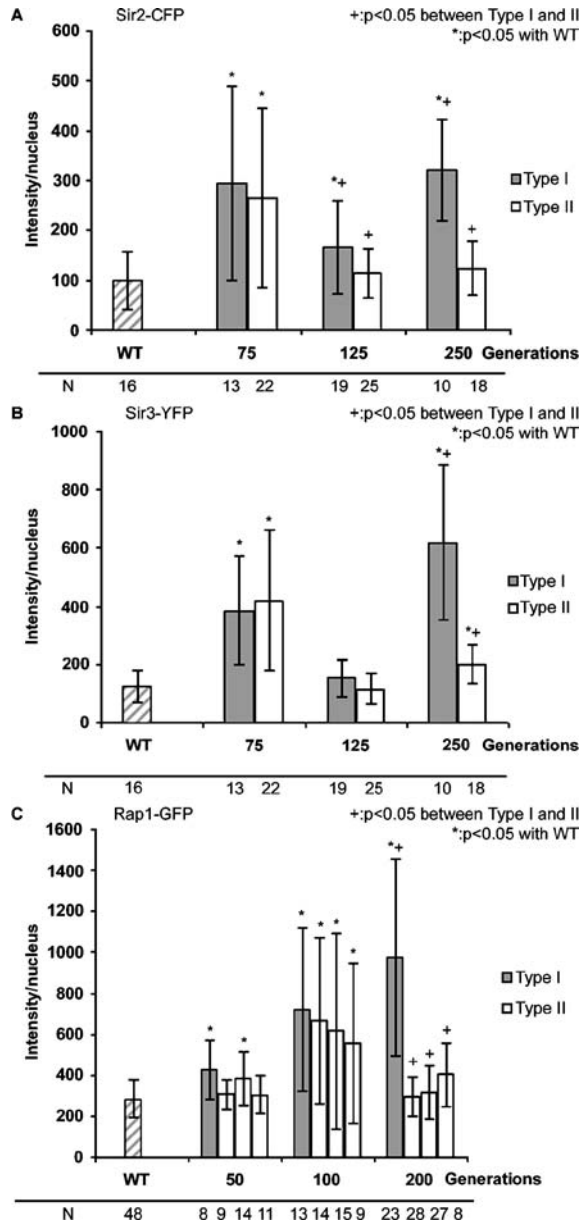 A Sir2-CFP +:p<0.05 between Type I and II
*:p<0.05 with WT
600
500
400
300
200
100
0
Intensity/nucleus
* * *+ + *+ +
Type I
Type II
WT 75 125 250 Generations
N 16 13 22 19 25 10 18
B Sir3-YFP +:p<0.05 between Type I and II
*:p<0.05 with WT
1000
800
600
400
200
0
Intensity/nucleus
* * *+ *+
Type I
Type II
WT 75 125 250 Generations
N 16 13 22 19 25 10 18
C Rap1-GFP +:p<0.05 between Type I and II
*:p<0.05 with WT
1600
1400
1200
1000
800
600
400
200
0
Intensity/nucleus
* * * * * * *+ + + +
Type I
Type II
WT 50 100 200 Generations
N 48 8 9 14 11 13 14 15 9 23 28 27 8